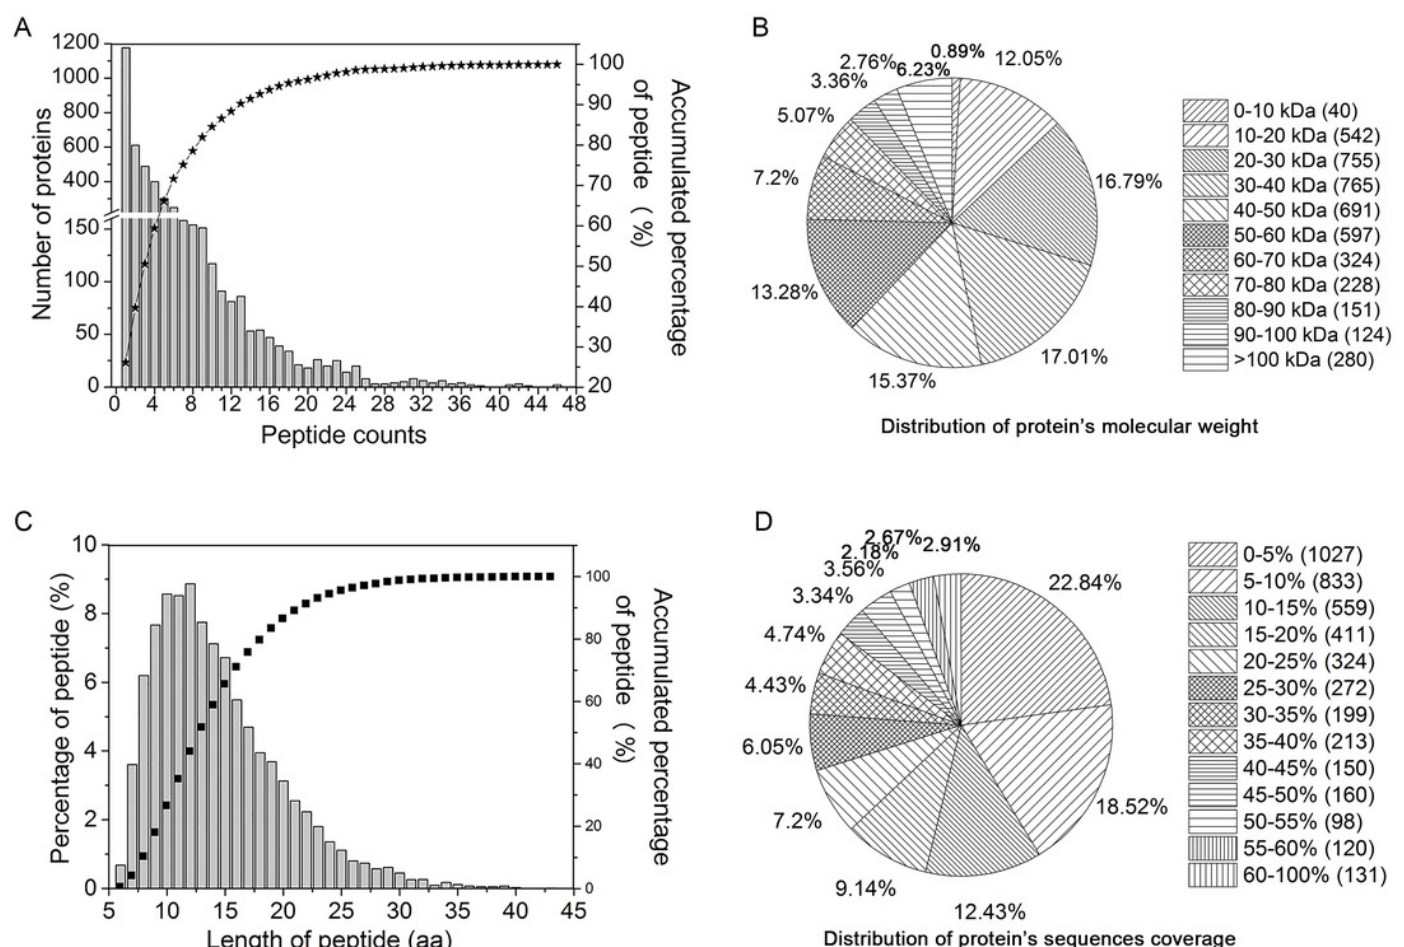 A
1200
1000
800
600
400
150
100
50
0
Number of proteins
100
90
80
70
60
50
40
30
20
Accumulated percentage
of peptide (%)
0 4 8 12 16 20 24 28 32 36 40 44 48
Peptide counts
B
0.89%
12.05%
16.79%
17.01%
15.37%
13.28%
7.2%
5.07%
3.36%
2.76%
6.23%
0-10 kDa (40)
10-20 kDa (542)
20-30 kDa (755)
30-40 kDa (765)
40-50 kDa (691)
50-60 kDa (597)
60-70 kDa (324)
70-80 kDa (228)
80-90 kDa (151)
90-100 kDa (124)
>100 kDa (280)
Distribution of protein's molecular weight
C
10
8
6
4
2
0
Percentage of peptide (%)
100
80
60
40
20
0
Accumulated percentage
of peptide (%)
5 10 15 20 25 30 35 40 45
Length of peptide (aa)
D
22.84%
18.52%
12.43%
9.14%
7.2%
6.05%
4.43%
4.74%
3.34%
3.56%
2.18%
2.67%
2.91%
0-5% (1027)
5-10% (833)
10-15% (559)
15-20% (411)
20-25% (324)
25-30% (272)
30-35% (199)
35-40% (213)
40-45% (150)
45-50% (160)
50-55% (98)
55-60% (120)
60-100% (131)
Distribution of protein's sequences coverage